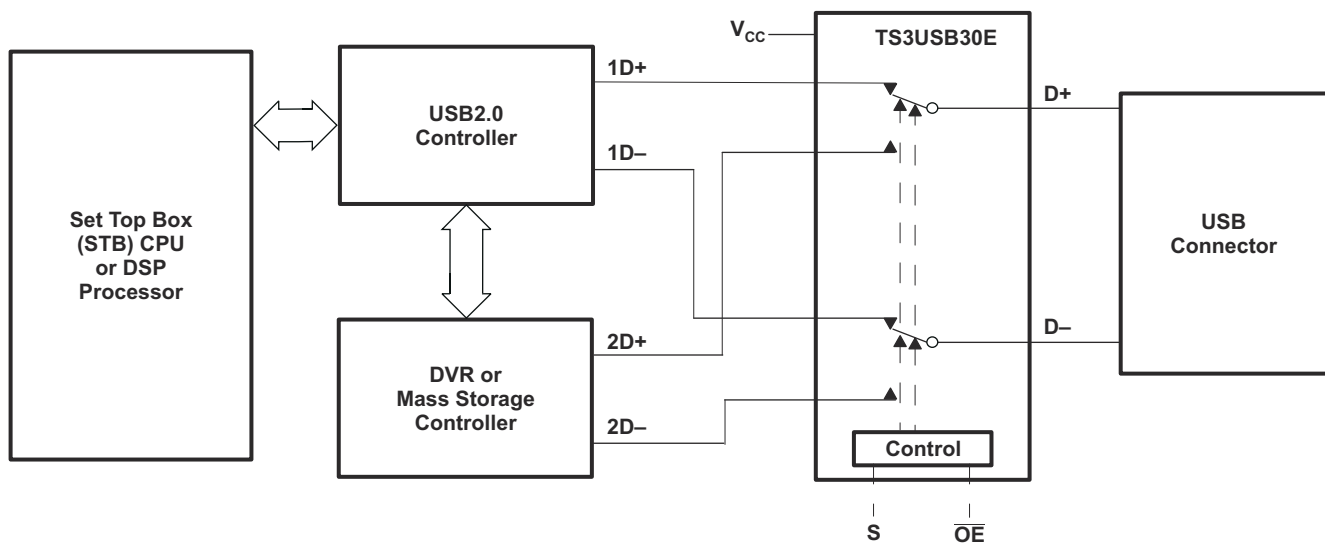 Set Top Box
(STB) CPU
or DSP
Processor
USB2.0
Controller
DVR or
Mass Storage
Controller
1D+
1D–
2D+
2D–
VCC
TS3USB30E
Control
S
OE
D+
D–
USB
Connector